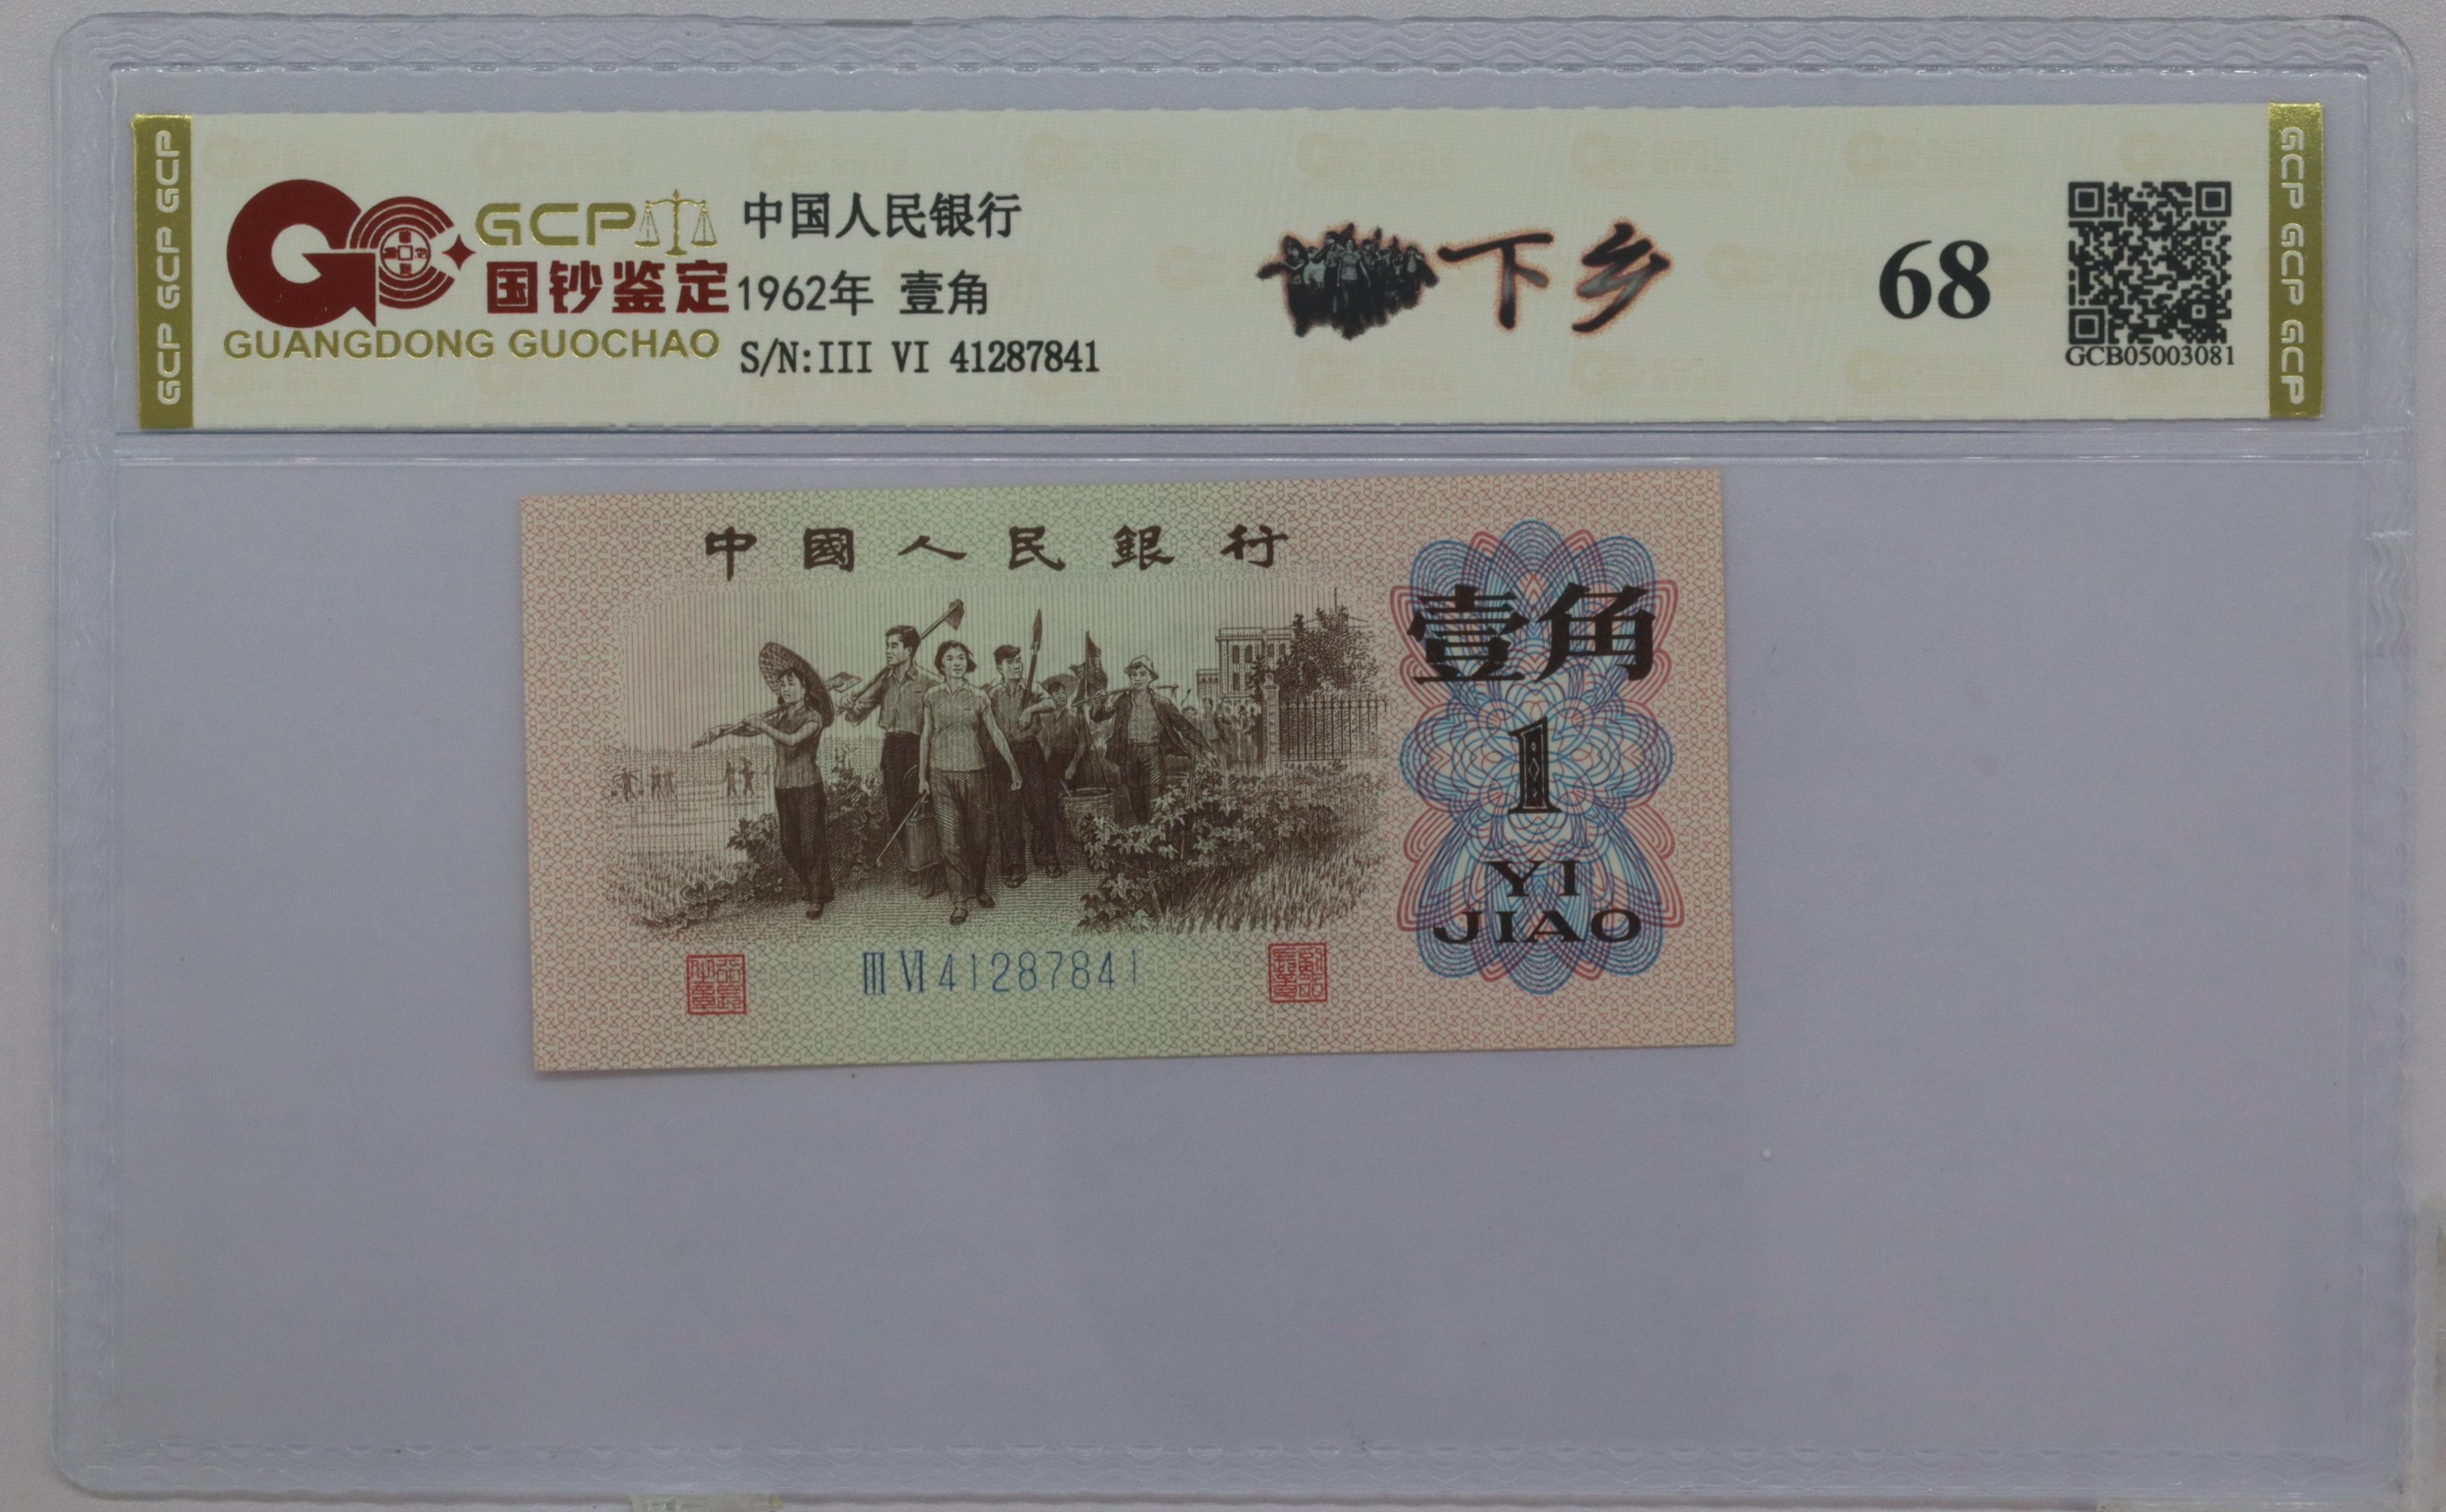 GCP GCP GCP
GCP
国钞鉴定
GUANGDONG GUOCHAO
中国人民银行
1962年 壹角
S/N:III VI 41287841
下乡
68
GCB05003081
GCP GCP GCP
中國人民銀行
壹角
1
YI
JIAO
III VI 41287841